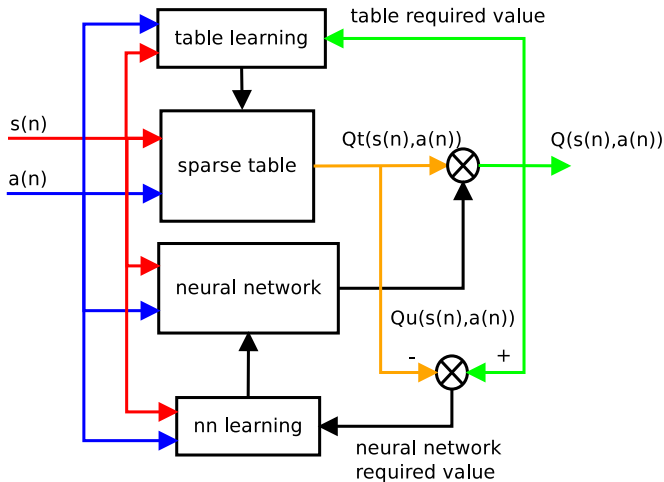 table required value
table learning
s(n)
Qt(s(n),a(n))
Q(s(n),a(n))
sparse table
a(n)
neural network
Qu(s(n),a(n))
- +
nn learning
neural network
required value